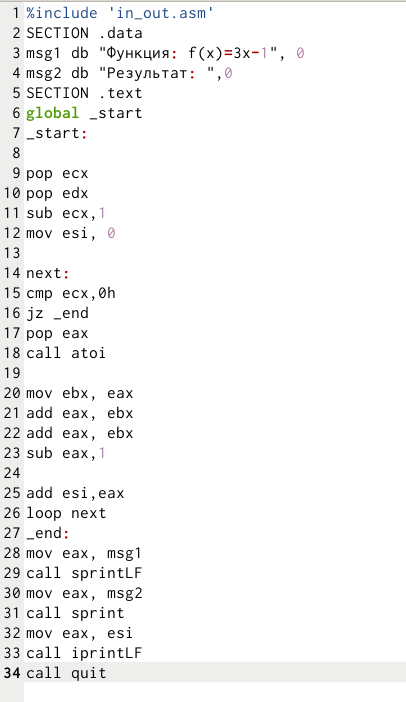 1 %include 'in_out.asm'
2 SECTION .data
3 msg1 db "Функция: f(x)=3x-1", 0
4 msg2 db "Результат: ",0
5 SECTION .text
6 global _start
7 _start:
8
9 pop ecx
10 pop edx
11 sub ecx,1
12 mov esi, 0
13
14 next:
15 cmp ecx,0h
16 jz _end
17 pop eax
18 call atoi
19
20 mov ebx, eax
21 add eax, ebx
22 add eax, ebx
23 sub eax,1
24
25 add esi,eax
26 loop next
27 _end:
28 mov eax, msg1
29 call sprintLF
30 mov eax, msg2
31 call sprint
32 mov eax, esi
33 call iprintLF
34 call quit